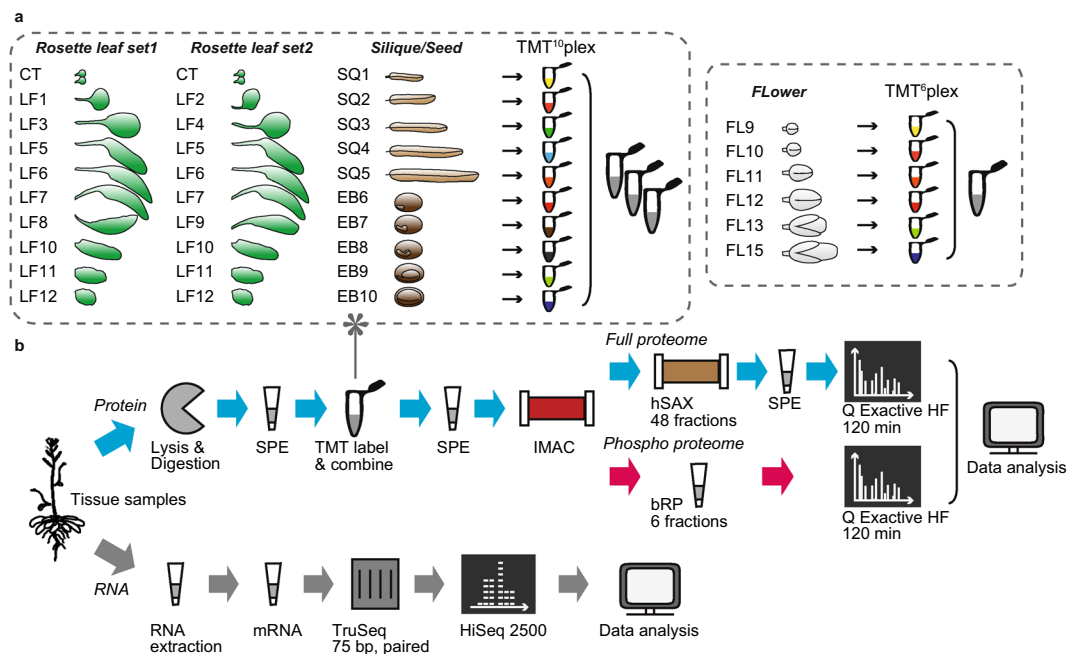 a
Rosette leaf set1 Rosette leaf set2 Silique/Seed TMT¹⁰plex
CT CT SQ1
LF1 LF2 SQ2
LF3 LF4 SQ3
LF5 LF5 SQ4
LF6 LF6 SQ5
LF7 LF7 EB6
LF8 LF9 EB7
LF10 LF10 EB8
LF11 LF11 EB9
LF12 LF12 EB10
FLower TMT⁶plex
FL9
FL10
FL11
FL12
FL13
FL15
b
Full proteome
Protein
hSAX
48 fractions
SPE
Q Exactive HF
120 min
Lysis &
Digestion
SPE
TMT label
& combine
SPE
IMAC
Phospho proteome
bRP
6 fractions
Q Exactive HF
120 min
Data analysis
Tissue samples
RNA
RNA
extraction
mRNA
TruSeq
75 bp, paired
HiSeq 2500
Data analysis